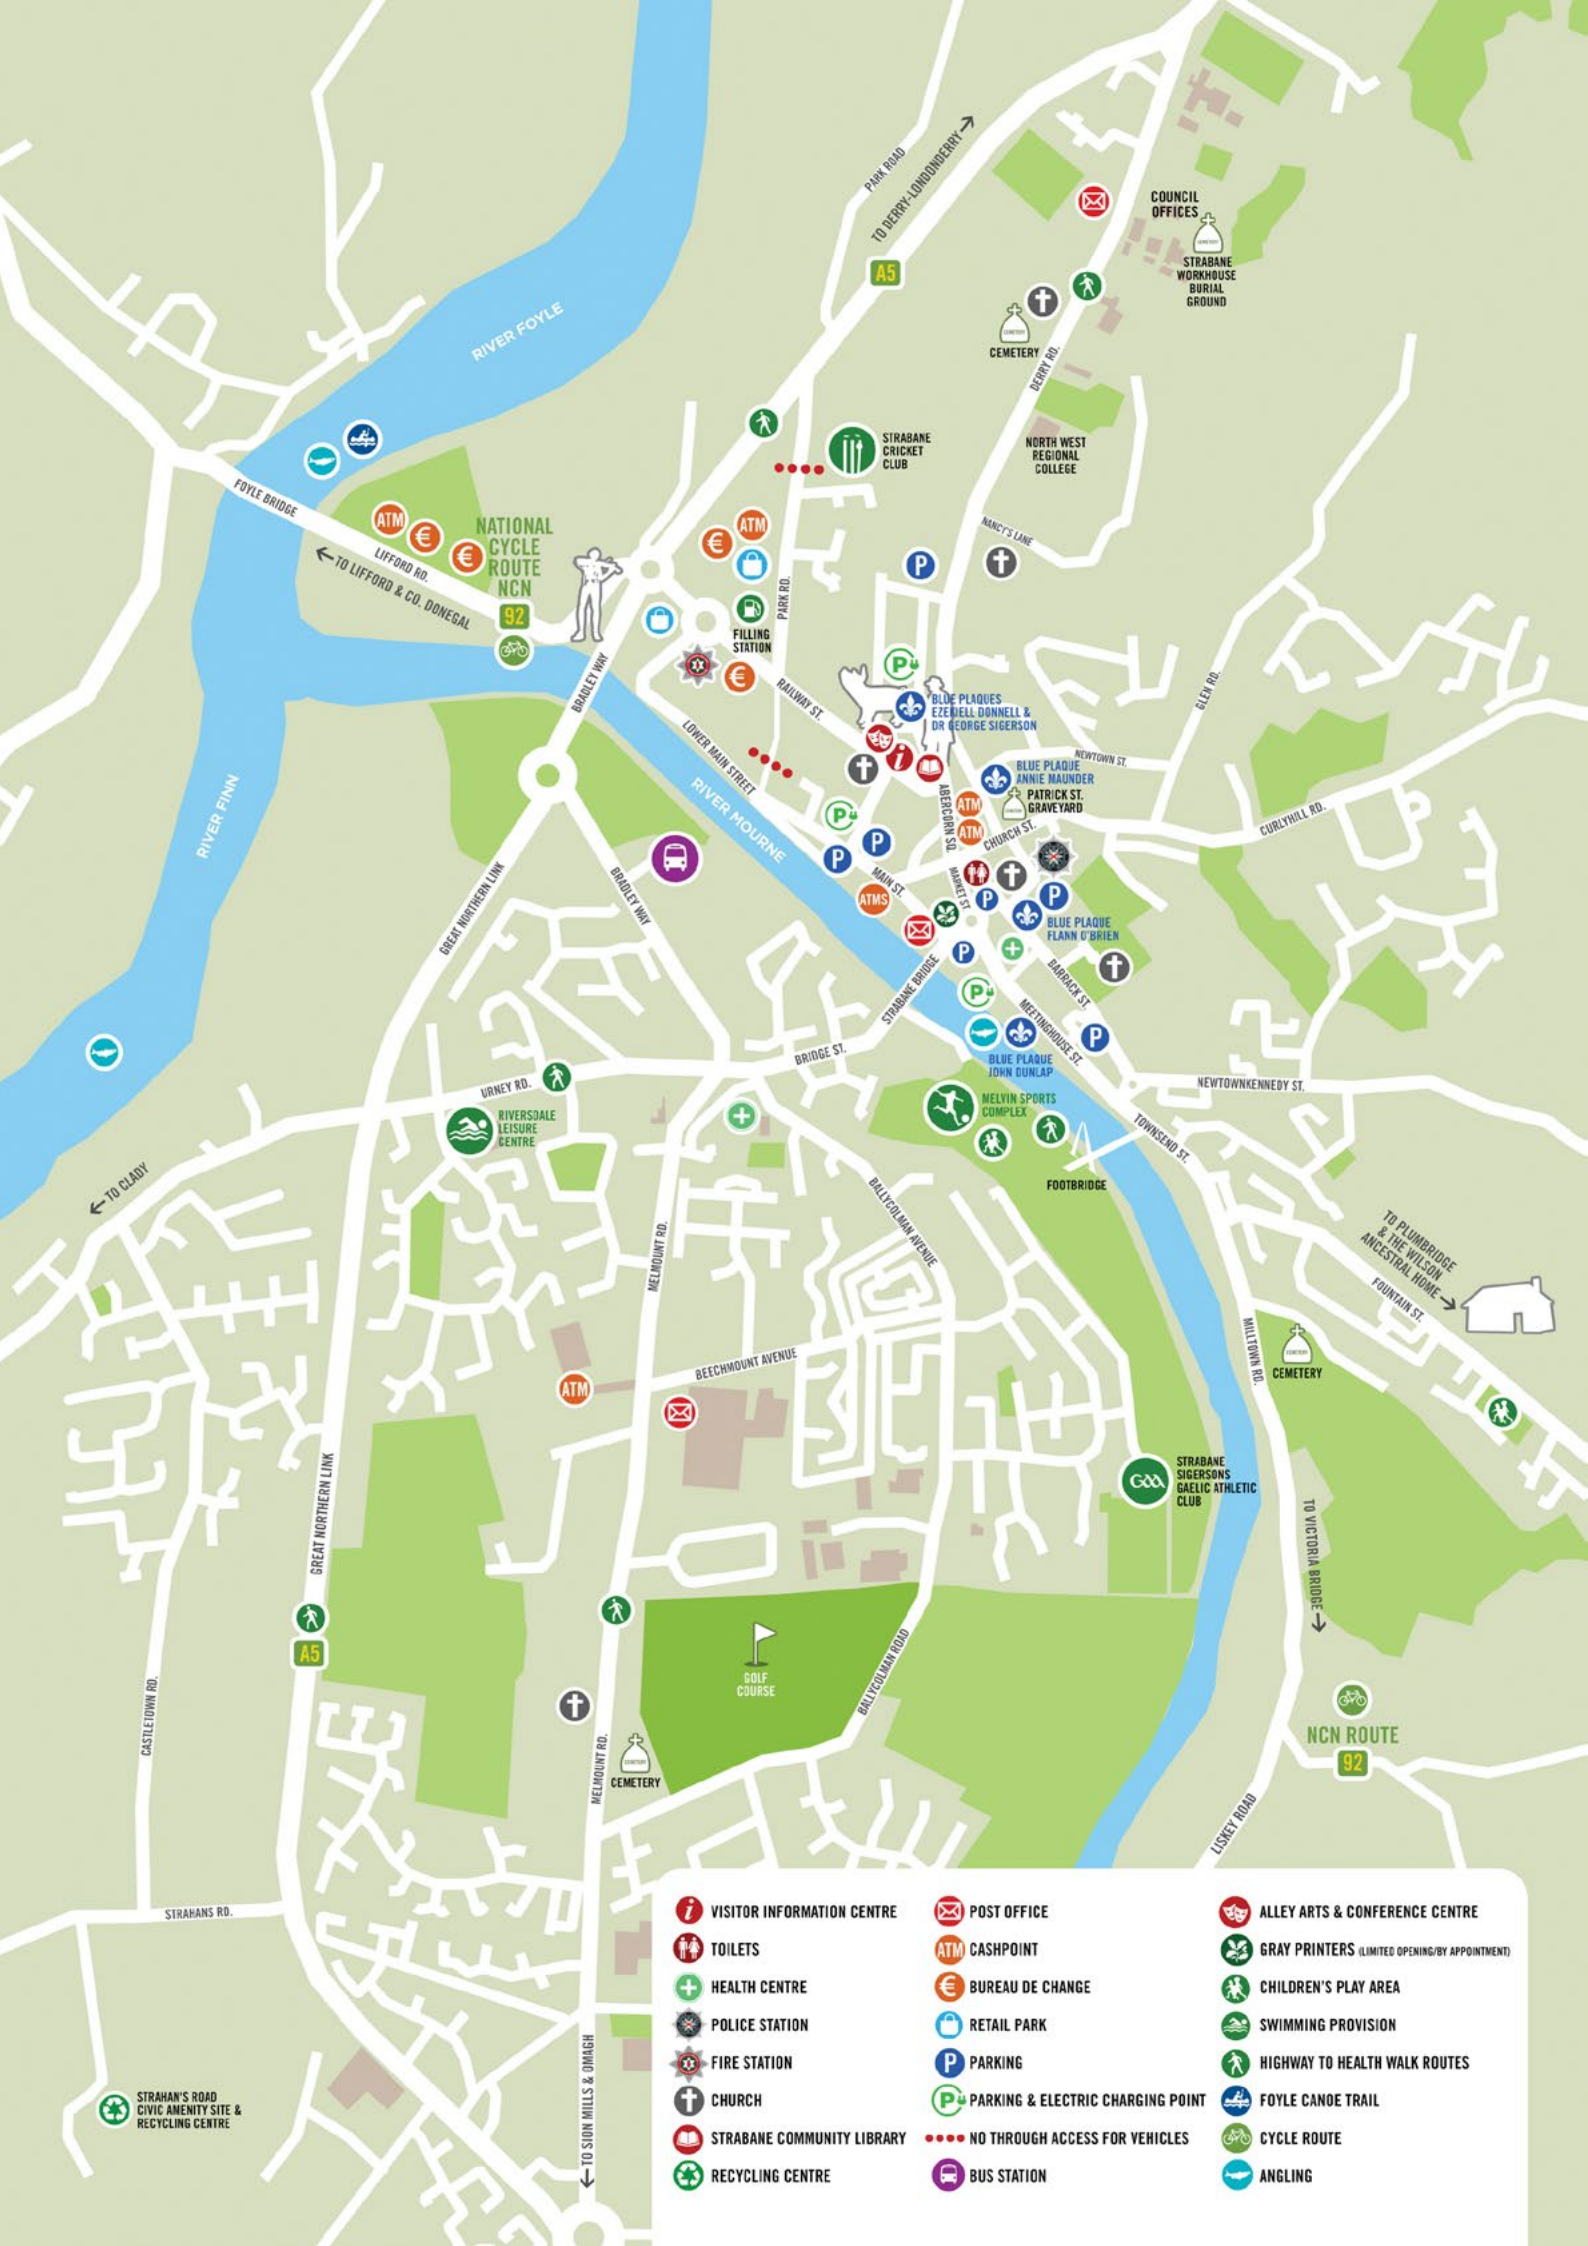 PARK ROAD
TO DERRY-LONDONDERRY →
COUNCIL
OFFICES
CEMETERY
STRABANE
WORKHOUSE
BURIAL
GROUND
A5
RIVER FOYLE
CEMETERY
DERRY RD.
STRABANE
CRICKET
CLUB
NORTH WEST
REGIONAL
COLLEGE
FOYLE BRIDGE
ATM
€
€
NATIONAL
CYCLE
ROUTE
NCN
92
LIFFORD RD.
← TO LIFFORD & CO. DONEGAL
€
ATM
NANCY'S LANE
P
PARK RD.
FILLING
STATION
€
P
BRADLEY WAY
RAILWAY ST.
GLEN RD.
BLUE PLAQUES
EZEKIELL DONNELL &
DR GEORGE SIGERSON
LOWER MAIN STREET
NEWTOWN ST.
BLUE PLAQUE
ANNIE MAUNDER
PATRICK ST.
GRAVEYARD
RIVER FINN
RIVER MOURNE
ABERCORN SQ.
ATM
ATM
CHURCH ST.
CURLYHILL RD.
P
P
P
MAIN ST.
ATMS
MARKET ST
P
P
BLUE PLAQUE
FLANN O'BRIEN
GREAT NORTHERN LINK
BRADLEY WAY
P
STRABANE BRIDGE
BARRACK ST.
P
MEETINGHOUSE ST.
P
BLUE PLAQUE
JOHN DUNLAP
BRIDGE ST.
URNEY RD.
NEWTOWNKENNEDY ST.
RIVERSDALE
LEISURE
CENTRE
MELVIN SPORTS
COMPLEX
TOWNSEND ST.
FOOTBRIDGE
← TO CLADY
MELMOUNT RD.
BALLYCOLMAN AVENUE
TO PLUMBRIDGE
& THE WILSON
ANCESTRAL HOME →
FOUNTAIN ST.
MILLTOWN RD.
CEMETERY
BEECHMOUNT AVENUE
ATM
GAA
STRABANE
SIGERSONS
GAELIC ATHLETIC
CLUB
GREAT NORTHERN LINK
TO VICTORIA BRIDGE →
A5
GOLF
COURSE
BALLYCOLMAN ROAD
CASTLETOWN RD.
MELMOUNT RD.
CEMETERY
NCN ROUTE
92
LISKEY ROAD
STRAHANS RD.
STRAHAN'S ROAD
CIVIC AMENITY SITE &
RECYCLING CENTRE
← TO SION MILLS & OMAGH
i VISITOR INFORMATION CENTRE
TOILETS
HEALTH CENTRE
POLICE STATION
FIRE STATION
CHURCH
STRABANE COMMUNITY LIBRARY
RECYCLING CENTRE
POST OFFICE
ATM CASHPOINT
€ BUREAU DE CHANGE
RETAIL PARK
P PARKING
P PARKING & ELECTRIC CHARGING POINT
NO THROUGH ACCESS FOR VEHICLES
BUS STATION
ALLEY ARTS & CONFERENCE CENTRE
GRAY PRINTERS (LIMITED OPENING/BY APPOINTMENT)
CHILDREN'S PLAY AREA
SWIMMING PROVISION
HIGHWAY TO HEALTH WALK ROUTES
FOYLE CANOE TRAIL
CYCLE ROUTE
ANGLING